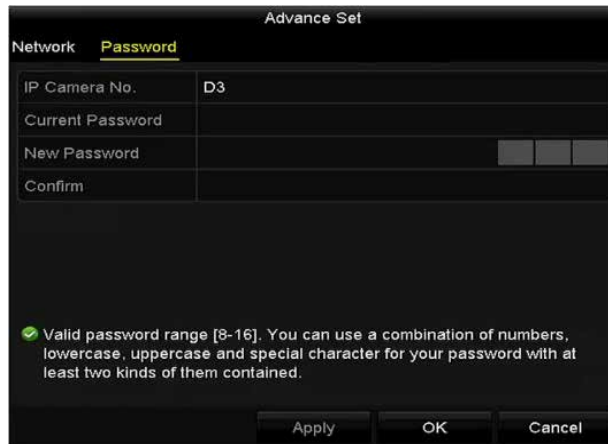 Advance Set
Network Password
IP Camera No. D3
Current Password
New Password
Confirm
Valid password range [8-16]. You can use a combination of numbers,
lowercase, uppercase and special character for your password with at
least two kinds of them contained.
Apply OK Cancel